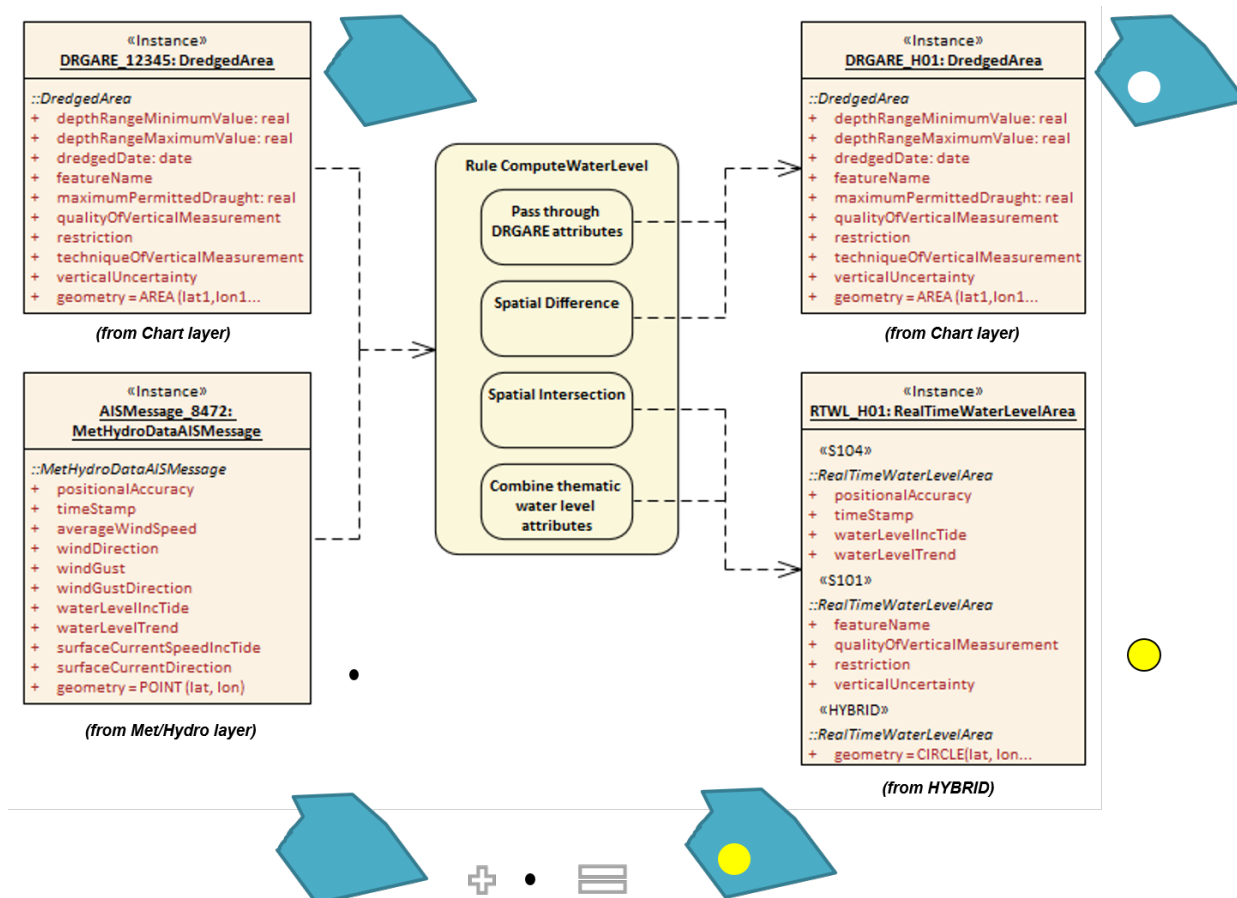 «Instance»
DRGARE_12345: DredgedArea
::DredgedArea
+ depthRangeMinimumValue: real
+ depthRangeMaximumValue: real
+ dredgedDate: date
+ featureName
+ maximumPermittedDraught: real
+ qualityOfVerticalMeasurement
+ restriction
+ techniqueOfVerticalMeasurement
+ verticalUncertainty
+ geometry = AREA (lat1,lon1...
(from Chart layer)
«Instance»
AISMessage_8472:
MetHydroDataAISMessage
::MetHydroDataAISMessage
+ positionalAccuracy
+ timeStamp
+ averageWindSpeed
+ windDirection
+ windGust
+ windGustDirection
+ waterLevelIncTide
+ waterLevelTrend
+ surfaceCurrentSpeedIncTide
+ surfaceCurrentDirection
+ geometry = POINT (lat, lon)
(from Met/Hydro layer)
Rule ComputeWaterLevel
Pass through
DRGARE attributes
Spatial Difference
Spatial Intersection
Combine thematic
water level
attributes
«Instance»
DRGARE_H01: DredgedArea
::DredgedArea
+ depthRangeMinimumValue: real
+ depthRangeMaximumValue: real
+ dredgedDate: date
+ featureName
+ maximumPermittedDraught: real
+ qualityOfVerticalMeasurement
+ restriction
+ techniqueOfVerticalMeasurement
+ verticalUncertainty
+ geometry = AREA (lat1,lon1...
(from Chart layer)
«Instance»
RTWL_H01: RealTimeWaterLevelArea
«S104»
::RealTimeWaterLevelArea
+ positionalAccuracy
+ timeStamp
+ waterLevelIncTide
+ waterLevelTrend
«S101»
::RealTimeWaterLevelArea
+ featureName
+ qualityOfVerticalMeasurement
+ restriction
+ verticalUncertainty
«HYBRID»
::RealTimeWaterLevelArea
+ geometry = CIRCLE(lat, lon...
(from HYBRID)